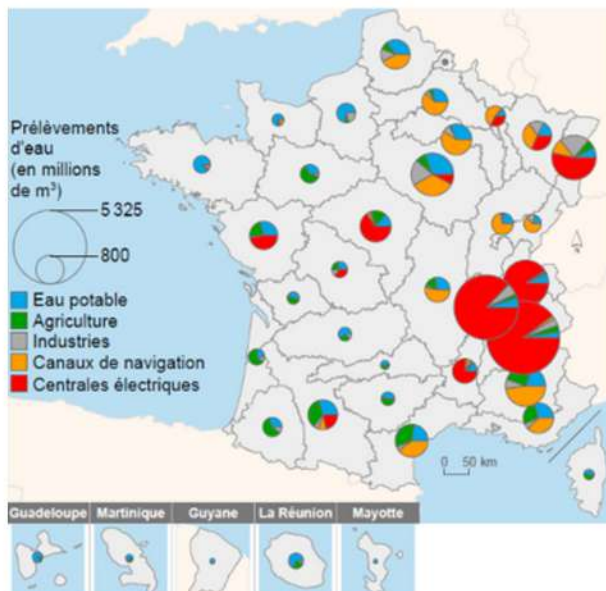 Prélèvements
d'eau
(en millions
de m³)
5 325
800
Eau potable
Agriculture
Industries
Canaux de navigation
Centrales électriques
0 50 km
Guadeloupe
Martinique
Guyane
La Réunion
Mayotte